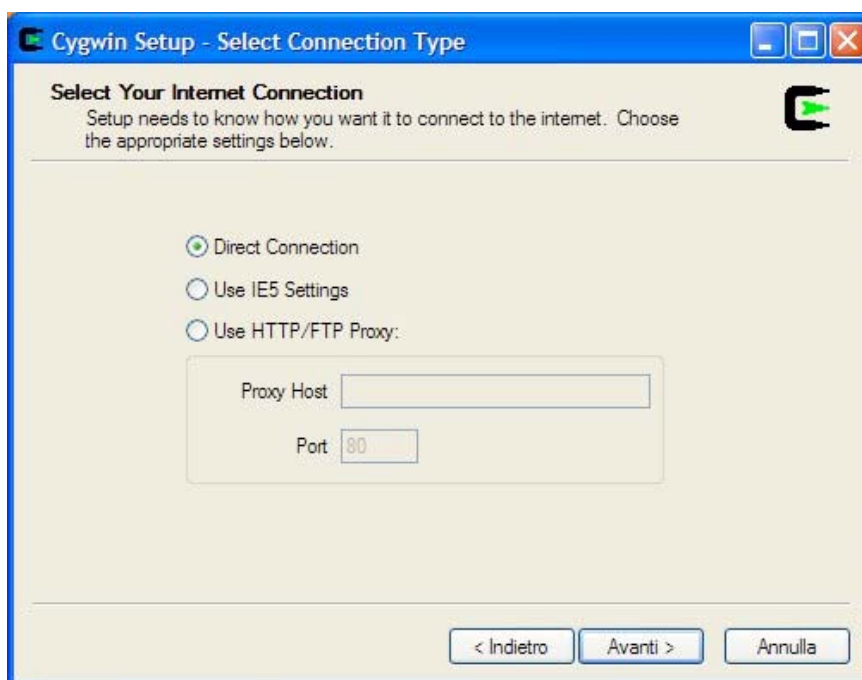 Cygwin Setup - Select Connection Type
Select Your Internet Connection
Setup needs to know how you want it to connect to the internet. Choose
the appropriate settings below.
Direct Connection
Use IE5 Settings
Use HTTP/FTP Proxy:
Proxy Host
Port 80
< Indietro Avanti > Annulla